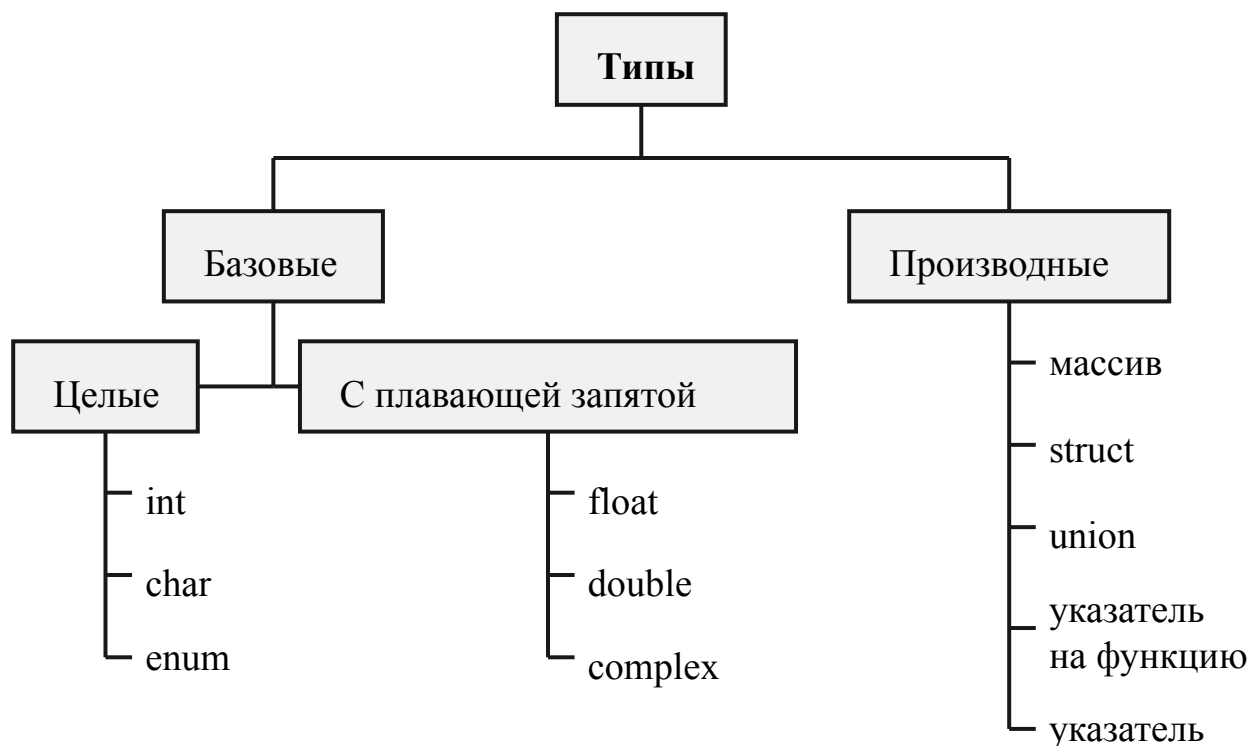 Типы
Базовые
Производные
Целые
С плавающей запятой
int
char
enum
float
double
complex
массив
struct
union
указатель
на функцию
указатель